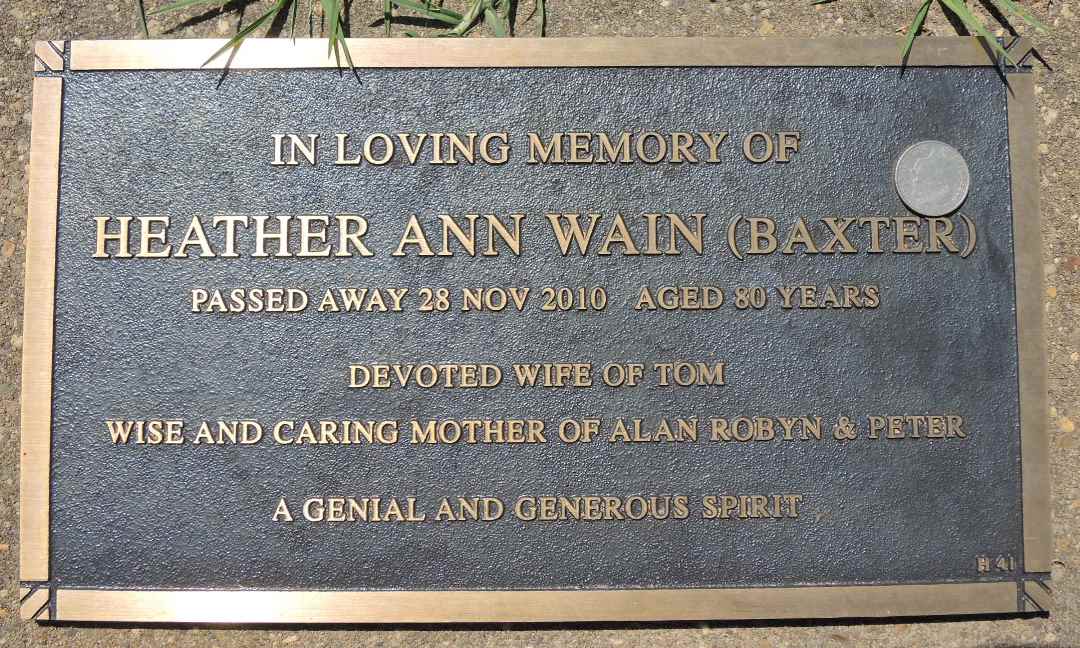 IN LOVING MEMORY OF
HEATHER ANN WAIN (BAXTER)
PASSED AWAY 28 NOV 2010 AGED 80 YEARS
DEVOTED WIFE OF TOM
WISE AND CARING MOTHER OF ALAN ROBYN & PETER
A GENIAL AND GENEROUS SPIRIT
H 41